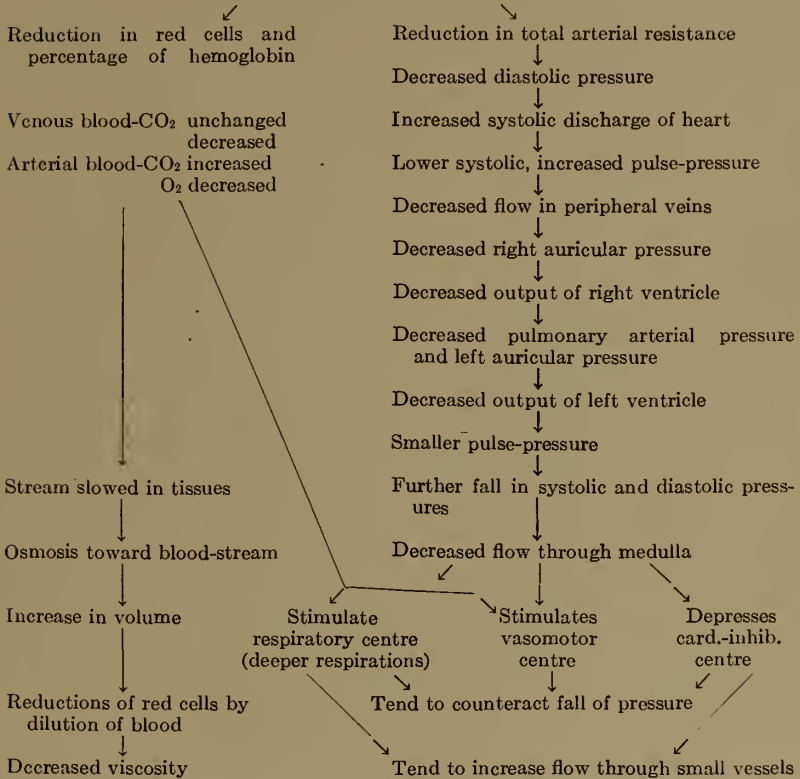 Reduction in red cells and
percentage of hemoglobin
Venous blood-CO₂ unchanged
decreased
Arterial blood-CO₂ increased
O₂ decreased
Stream slowed in tissues
Osmosis toward blood-stream
Increase in volume
Reductions of red cells by
dilution of blood
Decreased viscosity
Reduction in total arterial resistance
Decreased diastolic pressure
Increased systolic discharge of heart
Lower systolic, increased pulse-pressure
Decreased flow in peripheral veins
Decreased right auricular pressure
Decreased output of right ventricle
Decreased pulmonary arterial pressure
and left auricular pressure
Decreased output of left ventricle
Smaller pulse-pressure
Further fall in systolic and diastolic press-
ures
Decreased flow through medulla
Stimulate
respiratory centre
(deeper respirations)
Stimulates
vasomotor
centre
Depresses
card.-inhib.
centre
Tend to counteract fall of pressure
Tend to increase flow through small vessels